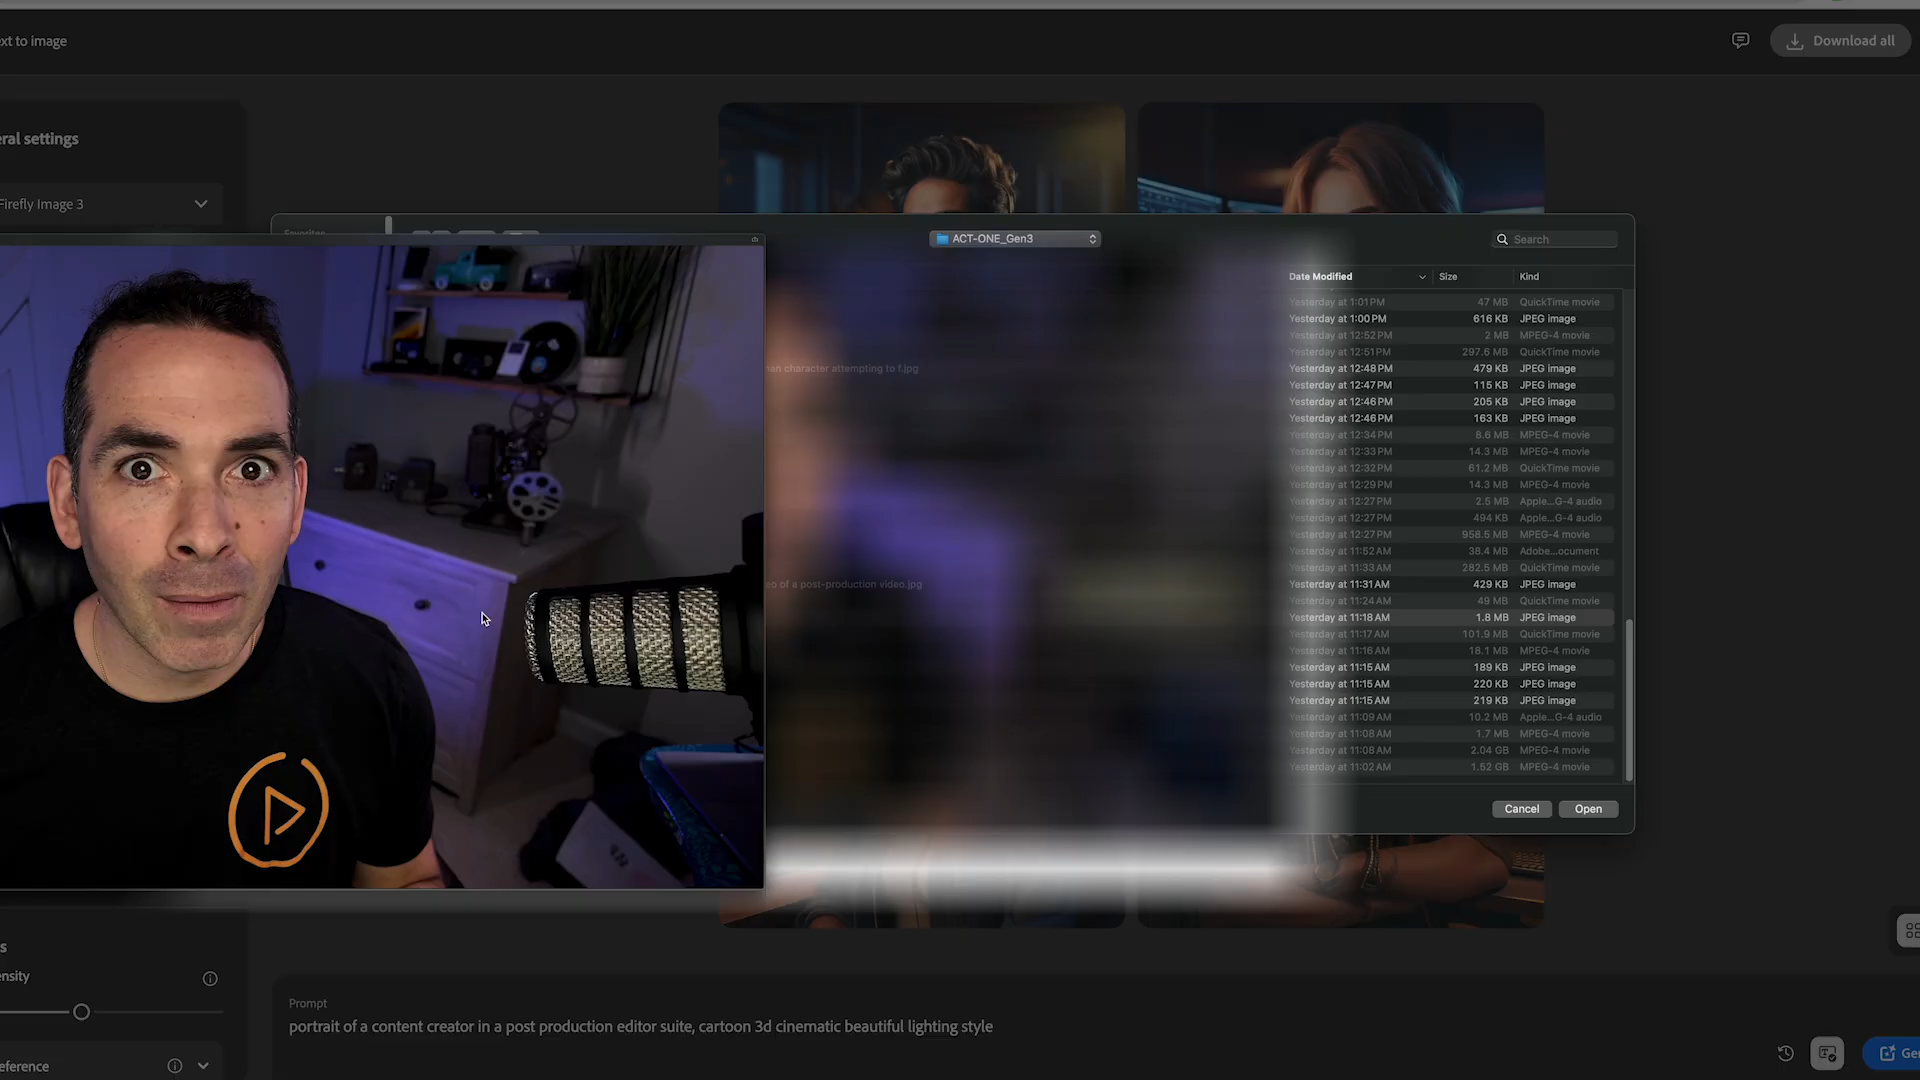 ext to image
Download all
eral settings
Firefly Image 3
Favorites
ACT-ONE_Gen3
Search
Date Modified Size Kind
Yesterday at 1:01 PM 47 MB QuickTime movie
Yesterday at 1:00 PM 616 KB JPEG image
Yesterday at 12:52 PM 2 MB MPEG-4 movie
Yesterday at 12:51 PM 297.6 MB QuickTime movie
an character attempting to f.jpg
Yesterday at 12:48 PM 479 KB JPEG image
Yesterday at 12:47 PM 115 KB JPEG image
Yesterday at 12:46 PM 205 KB JPEG image
Yesterday at 12:46 PM 163 KB JPEG image
Yesterday at 12:34 PM 8.6 MB MPEG-4 movie
Yesterday at 12:33 PM 14.3 MB MPEG-4 movie
Yesterday at 12:32 PM 61.2 MB QuickTime movie
Yesterday at 12:29 PM 14.3 MB MPEG-4 movie
Yesterday at 12:27 PM 2.5 MB Apple...G-4 audio
Yesterday at 12:27 PM 494 KB Apple...G-4 audio
Yesterday at 12:27 PM 958.5 MB MPEG-4 movie
Yesterday at 11:52 AM 38.4 MB Adobe...ocument
Yesterday at 11:33 AM 282.5 MB QuickTime movie
eo of a post-production video.jpg
Yesterday at 11:31 AM 429 KB JPEG image
Yesterday at 11:24 AM 49 MB QuickTime movie
Yesterday at 11:18 AM 1.8 MB JPEG image
Yesterday at 11:17 AM 101.9 MB QuickTime movie
Yesterday at 11:16 AM 18.1 MB MPEG-4 movie
Yesterday at 11:15 AM 189 KB JPEG image
Yesterday at 11:15 AM 220 KB JPEG image
Yesterday at 11:15 AM 219 KB JPEG image
Yesterday at 11:09 AM 10.2 MB Apple...G-4 audio
Yesterday at 11:08 AM 1.7 MB MPEG-4 movie
Yesterday at 11:08 AM 2.04 GB MPEG-4 movie
Yesterday at 11:02 AM 1.52 GB MPEG-4 movie
Cancel Open
s
ensity
eference
Prompt
portrait of a content creator in a post production editor suite, cartoon 3d cinematic beautiful lighting style
Ge